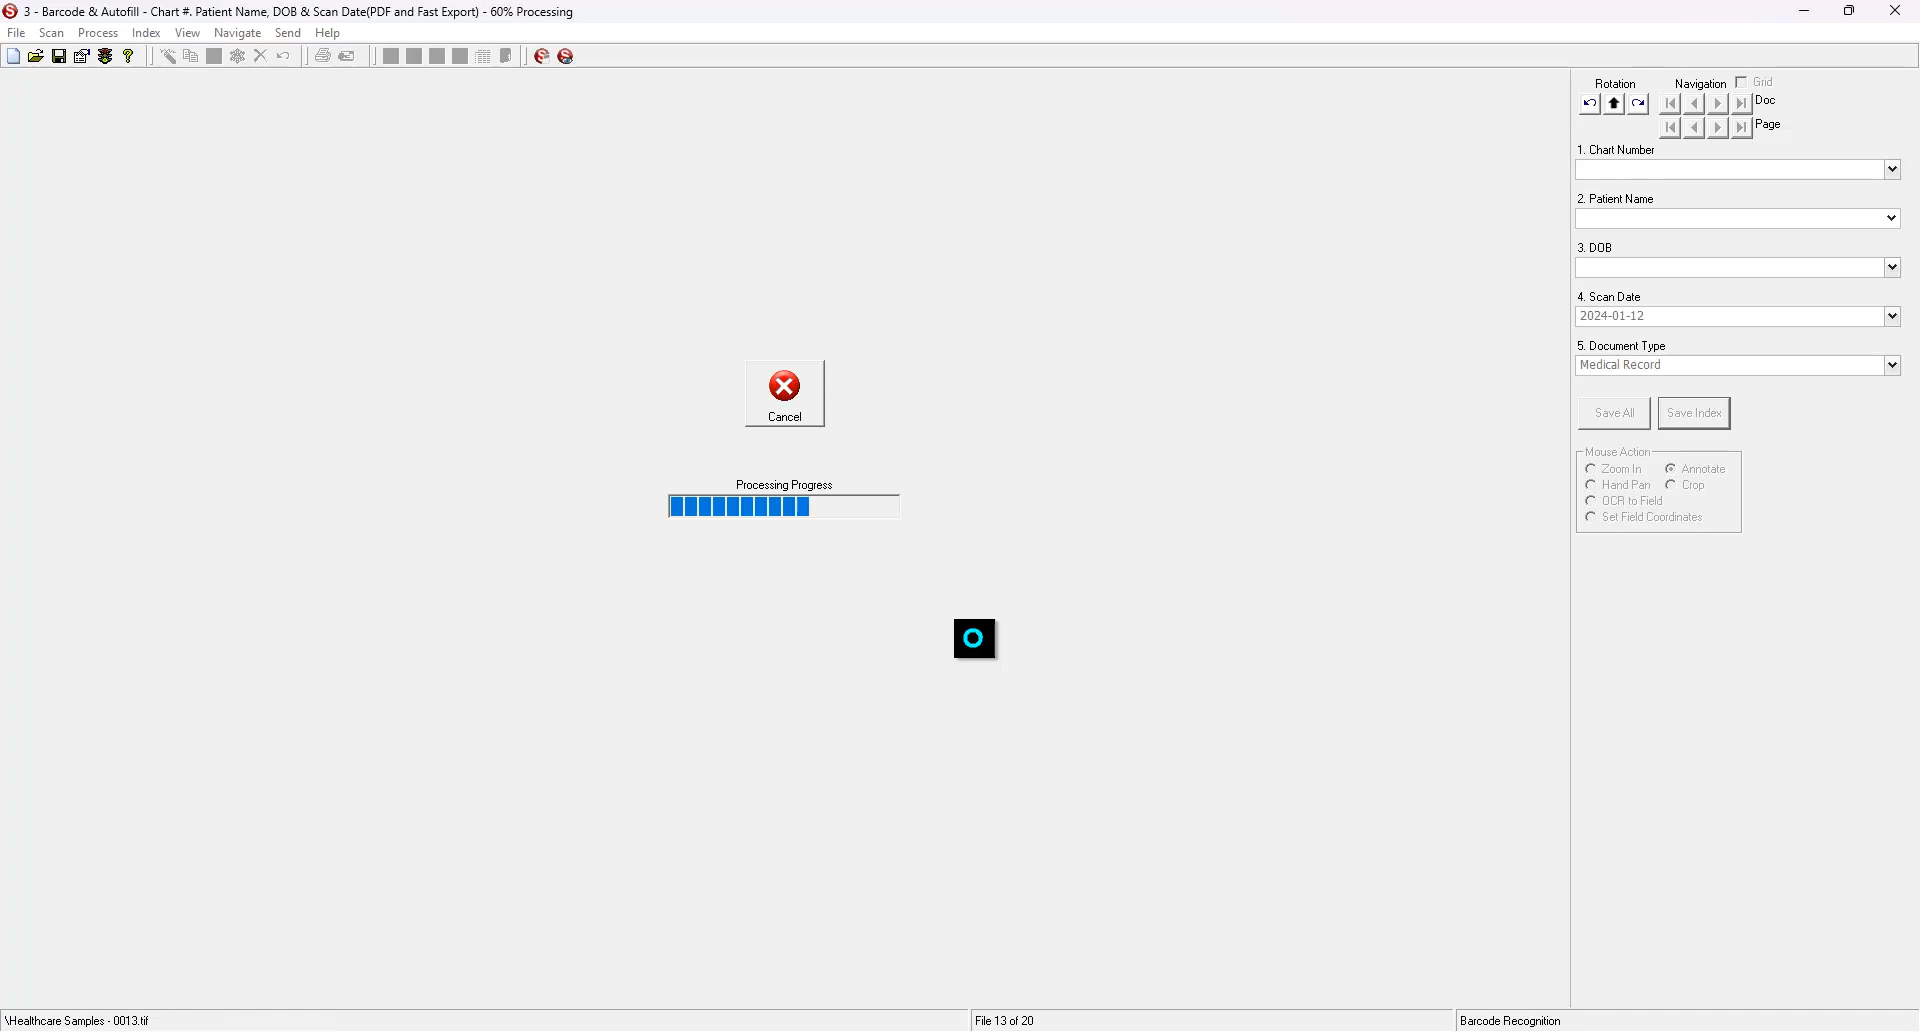 3 - Barcode & Autofill - Chart #. Patient Name, DOB & Scan Date(PDF and Fast Export) - 60% Processing
File Scan Process Index View Navigate Send Help
Rotation Navigation Grid
Doc
Page
1. Chart Number
2. Patient Name
3. DOB
4. Scan Date
2024-01-12
5. Document Type
Medical Record
Save All Save Index
Mouse Action
Zoom In Annotate
Hand Pan Crop
OCR to Field
Set Field Coordinates
Cancel
Processing Progress
\Healthcare Samples - 0013.tif File 13 of 20 Barcode Recognition